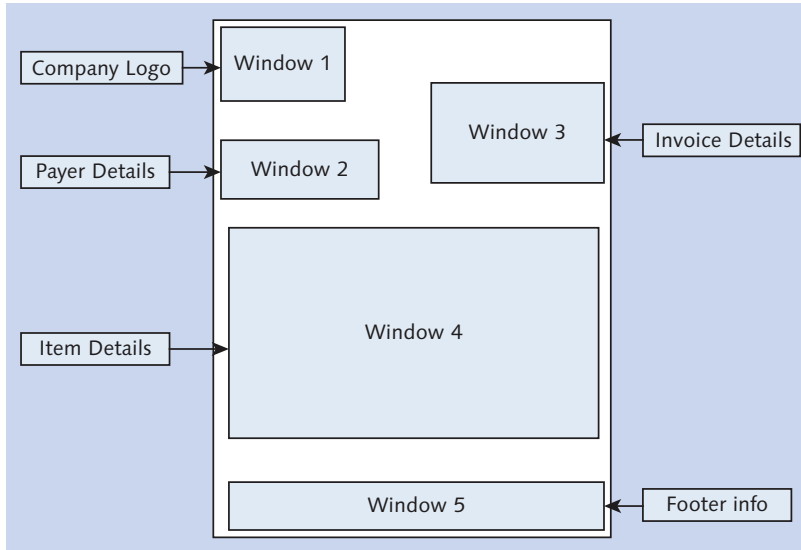 Company Logo
Window 1
Window 3
Invoice Details
Payer Details
Window 2
Item Details
Window 4
Window 5
Footer info